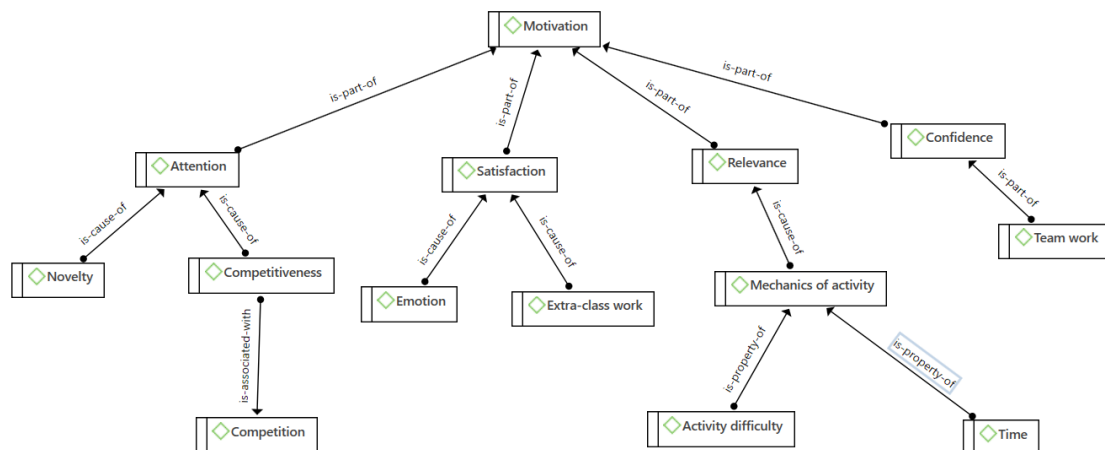 Motivation
is-part-of
is-part-of
is-part-of
is-part-of
Attention
Satisfaction
Relevance
Confidence
is-cause-of
is-cause-of
is-cause-of
is-cause-of
is-cause-of
is-part-of
Novelty
Competitiveness
Emotion
Extra-class work
Mechanics of activity
Team work
is-associated-with
is-property-of
is-property-of
Competition
Activity difficulty
Time